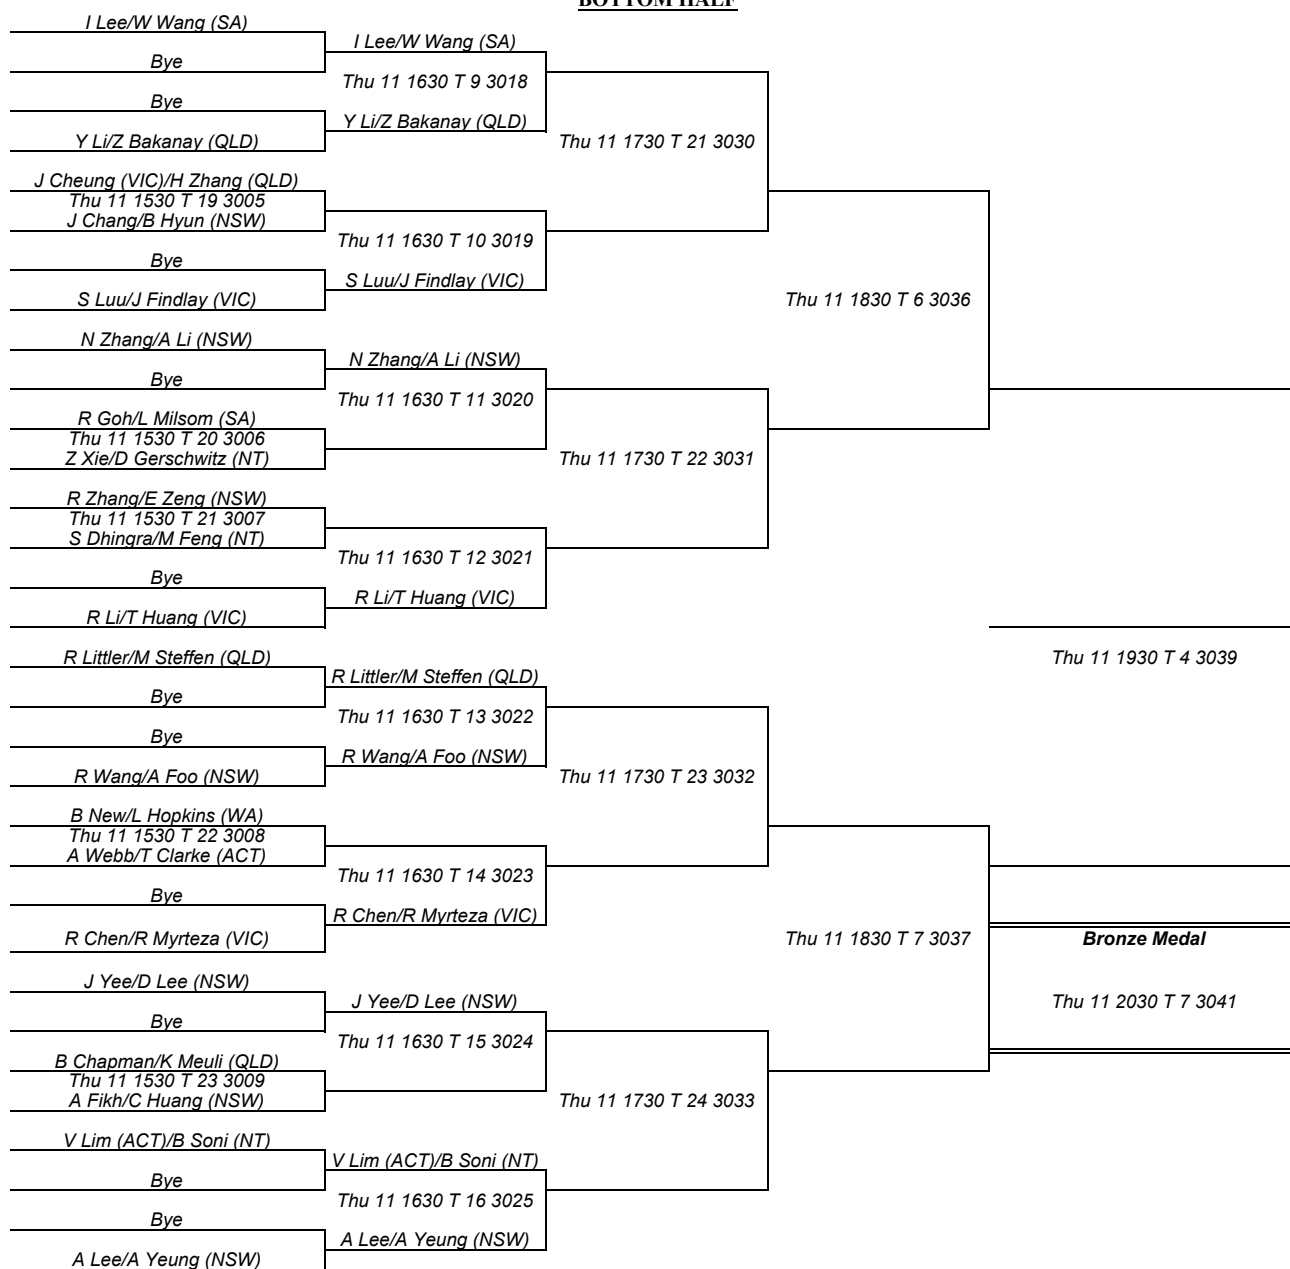 BOTTOM HALF
I Lee/W Wang (SA)
I Lee/W Wang (SA)
Bye
Thu 11 1630 T 9 3018
Bye
Y Li/Z Bakanay (QLD)
Y Li/Z Bakanay (QLD)
Thu 11 1730 T 21 3030
J Cheung (VIC)/H Zhang (QLD)
Thu 11 1530 T 19 3005
J Chang/B Hyun (NSW)
Thu 11 1630 T 10 3019
Bye
S Luu/J Findlay (VIC)
S Luu/J Findlay (VIC)
Thu 11 1830 T 6 3036
N Zhang/A Li (NSW)
N Zhang/A Li (NSW)
Bye
Thu 11 1630 T 11 3020
R Goh/L Milsom (SA)
Thu 11 1530 T 20 3006
Z Xie/D Gerschwitz (NT)
Thu 11 1730 T 22 3031
R Zhang/E Zeng (NSW)
Thu 11 1530 T 21 3007
S Dhingra/M Feng (NT)
Thu 11 1630 T 12 3021
Bye
R Li/T Huang (VIC)
R Li/T Huang (VIC)
R Littler/M Steffen (QLD)
Thu 11 1930 T 4 3039
R Littler/M Steffen (QLD)
Bye
Thu 11 1630 T 13 3022
Bye
R Wang/A Foo (NSW)
R Wang/A Foo (NSW)
Thu 11 1730 T 23 3032
B New/L Hopkins (WA)
Thu 11 1530 T 22 3008
A Webb/T Clarke (ACT)
Thu 11 1630 T 14 3023
Bye
R Chen/R Myrteza (VIC)
R Chen/R Myrteza (VIC)
Thu 11 1830 T 7 3037
Bronze Medal
J Yee/D Lee (NSW)
J Yee/D Lee (NSW)
Thu 11 2030 T 7 3041
Bye
Thu 11 1630 T 15 3024
B Chapman/K Meuli (QLD)
Thu 11 1530 T 23 3009
A Fikh/C Huang (NSW)
Thu 11 1730 T 24 3033
V Lim (ACT)/B Soni (NT)
V Lim (ACT)/B Soni (NT)
Bye
Thu 11 1630 T 16 3025
Bye
A Lee/A Yeung (NSW)
A Lee/A Yeung (NSW)